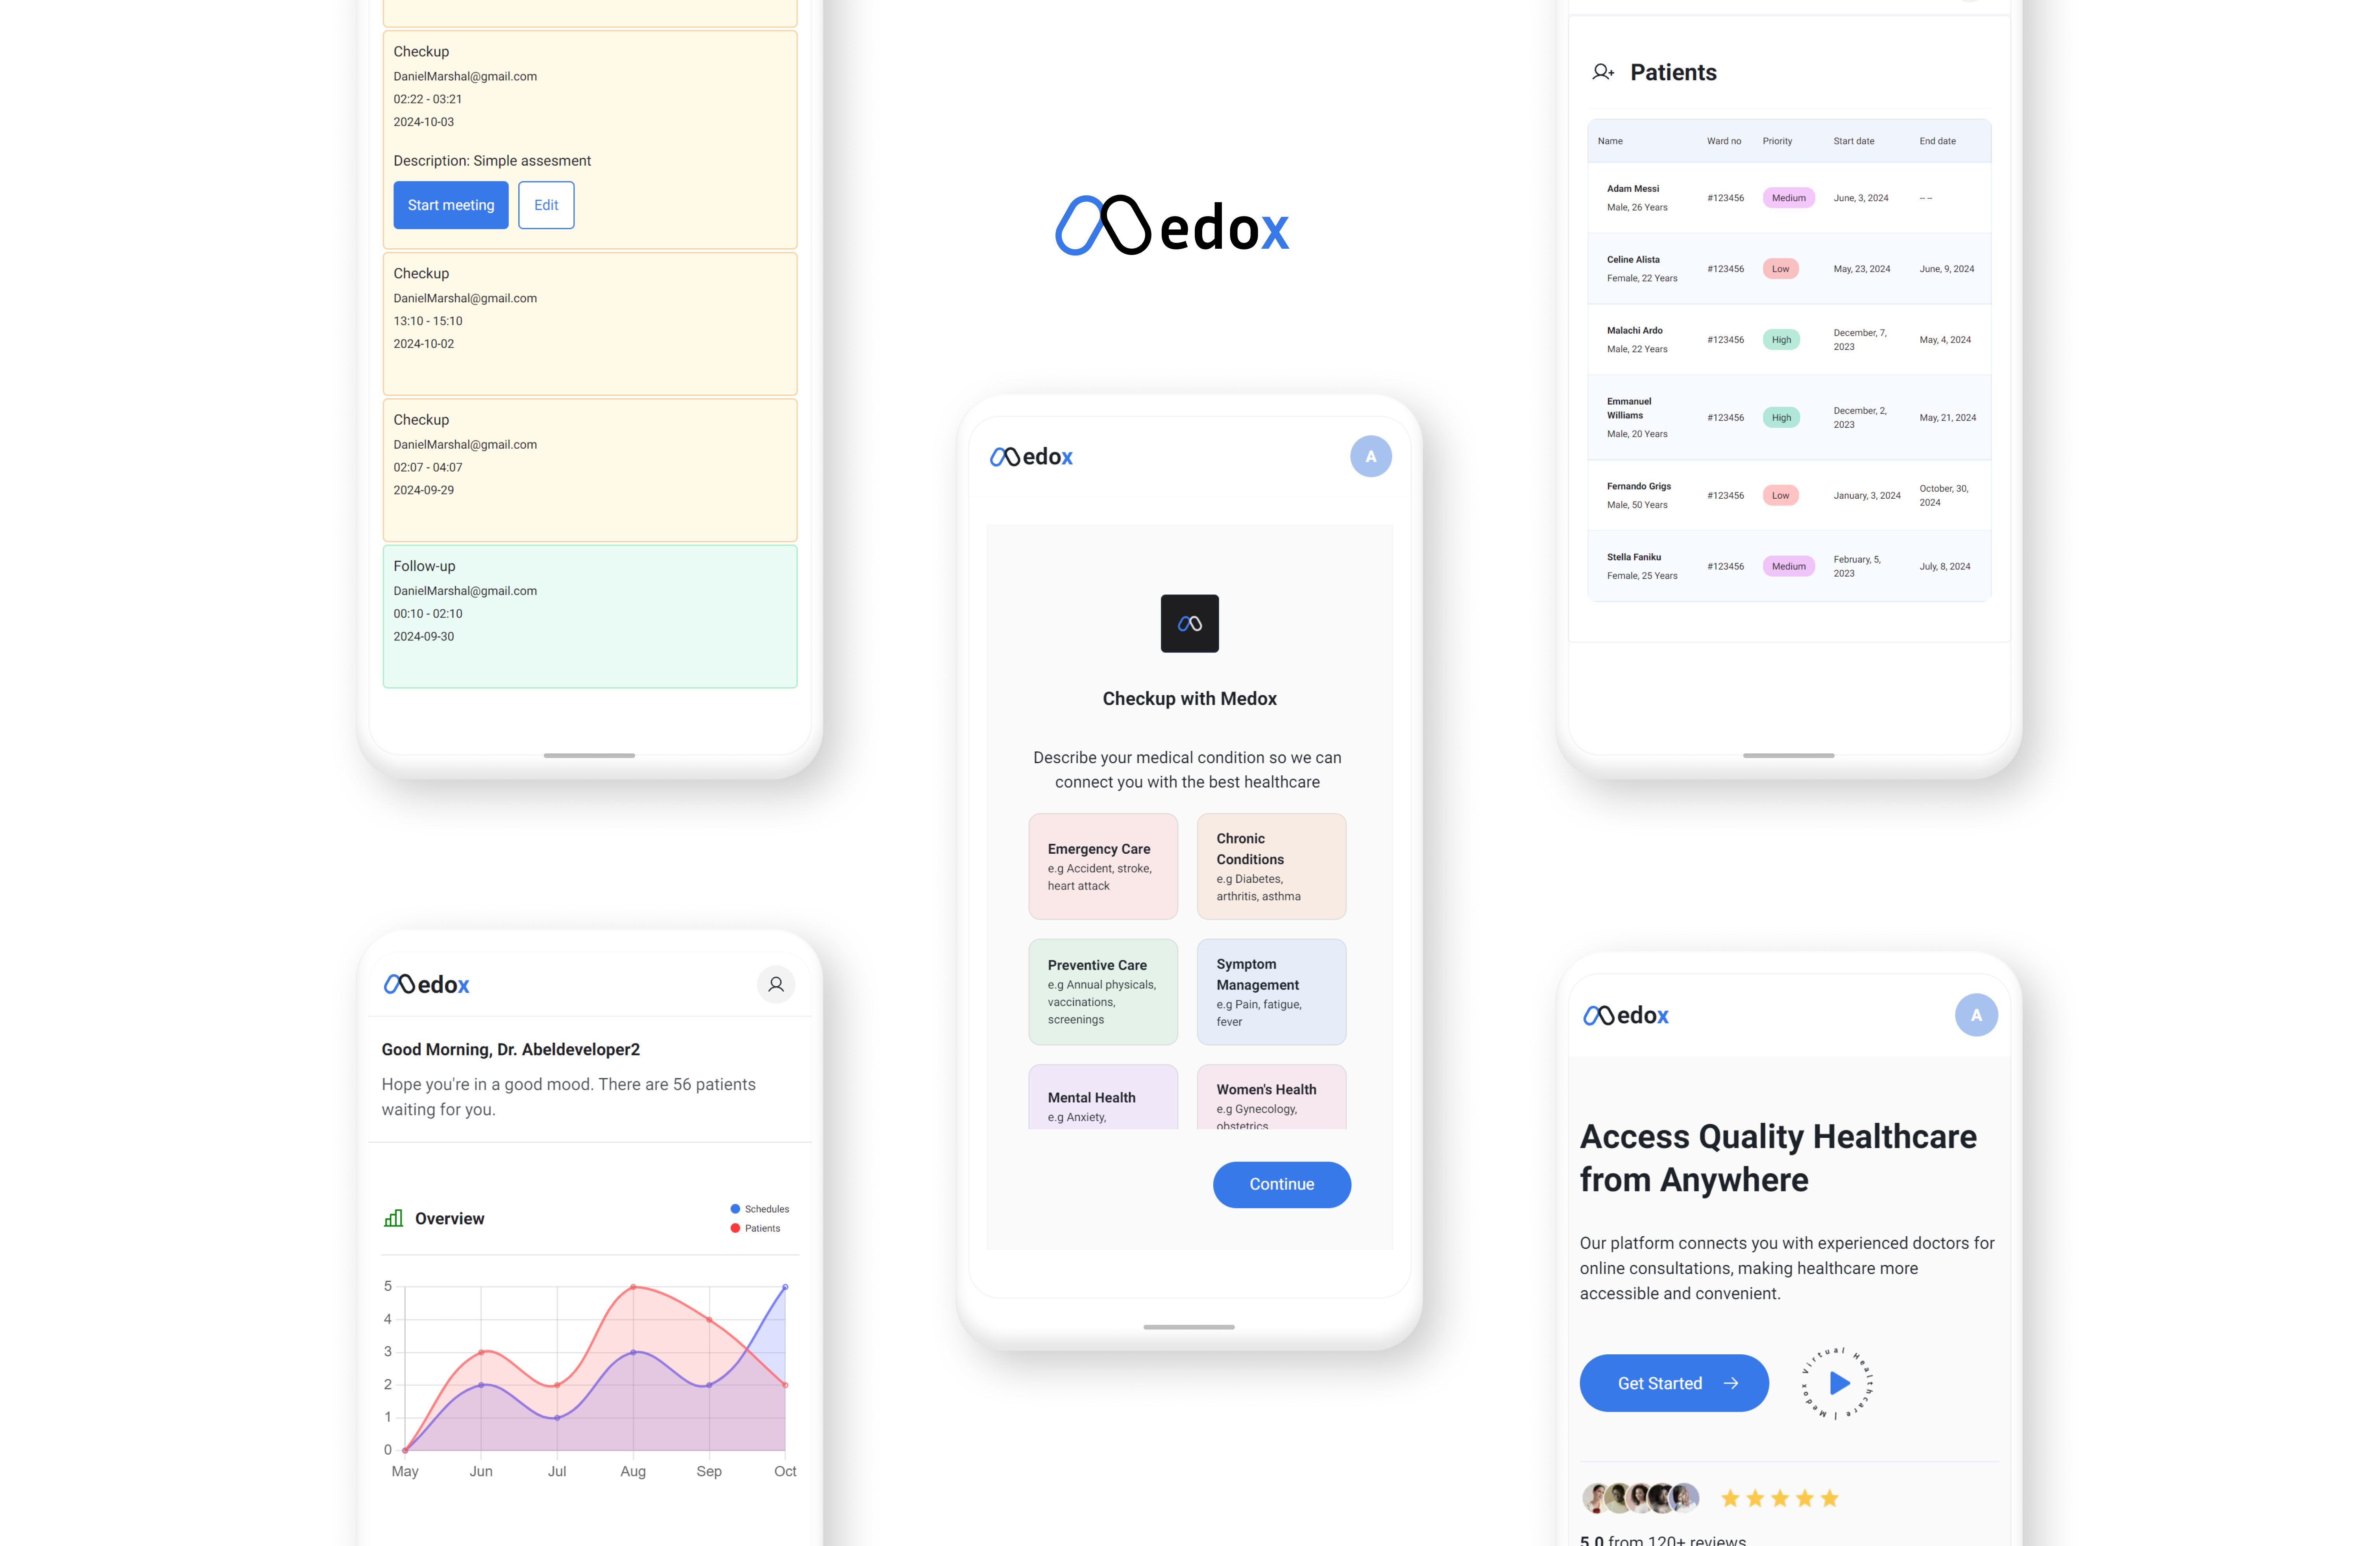 Checkup
DanielMarshal@gmail.com
02:22 - 03:21
2024-10-03
Description: Simple assesment
Start meeting
Edit
Checkup
DanielMarshal@gmail.com
13:10 - 15:10
2024-10-02
Checkup
DanielMarshal@gmail.com
02:07 - 04:07
2024-09-29
Follow-up
DanielMarshal@gmail.com
00:10 - 02:10
2024-09-30
Medox
Good Morning, Dr. Abeldeveloper2
Hope you're in a good mood. There are 56 patients
waiting for you.
Overview
Schedules
Patients
5
4
3
2
1
0
May Jun Jul Aug Sep Oct
Medox
Medox
A
Checkup with Medox
Describe your medical condition so we can
connect you with the best healthcare
Emergency Care
e.g Accident, stroke,
heart attack
Chronic
Conditions
e.g Diabetes,
arthritis, asthma
Preventive Care
e.g Annual physicals,
vaccinations,
screenings
Symptom
Management
e.g Pain, fatigue,
fever
Mental Health
e.g Anxiety,
Women's Health
e.g Gynecology,
obstetrics
Continue
Patients
Name Ward no Priority Start date End date
Adam Messi
Male, 26 Years
#123456
Medium
June, 3, 2024
-- --
Celine Alista
Female, 22 Years
#123456
Low
May, 23, 2024
June, 9, 2024
Malachi Ardo
Male, 22 Years
#123456
High
December, 7,
2023
May, 4, 2024
Emmanuel
Williams
Male, 20 Years
#123456
High
December, 2,
2023
May, 21, 2024
Fernando Grigs
Male, 50 Years
#123456
Low
January, 3, 2024
October, 30,
2024
Stella Faniku
Female, 25 Years
#123456
Medium
February, 5,
2023
July, 8, 2024
Medox
A
Access Quality Healthcare
from Anywhere
Our platform connects you with experienced doctors for
online consultations, making healthcare more
accessible and convenient.
Get Started
Medox Virtual Healthcare |
5.0 from 120+ reviews